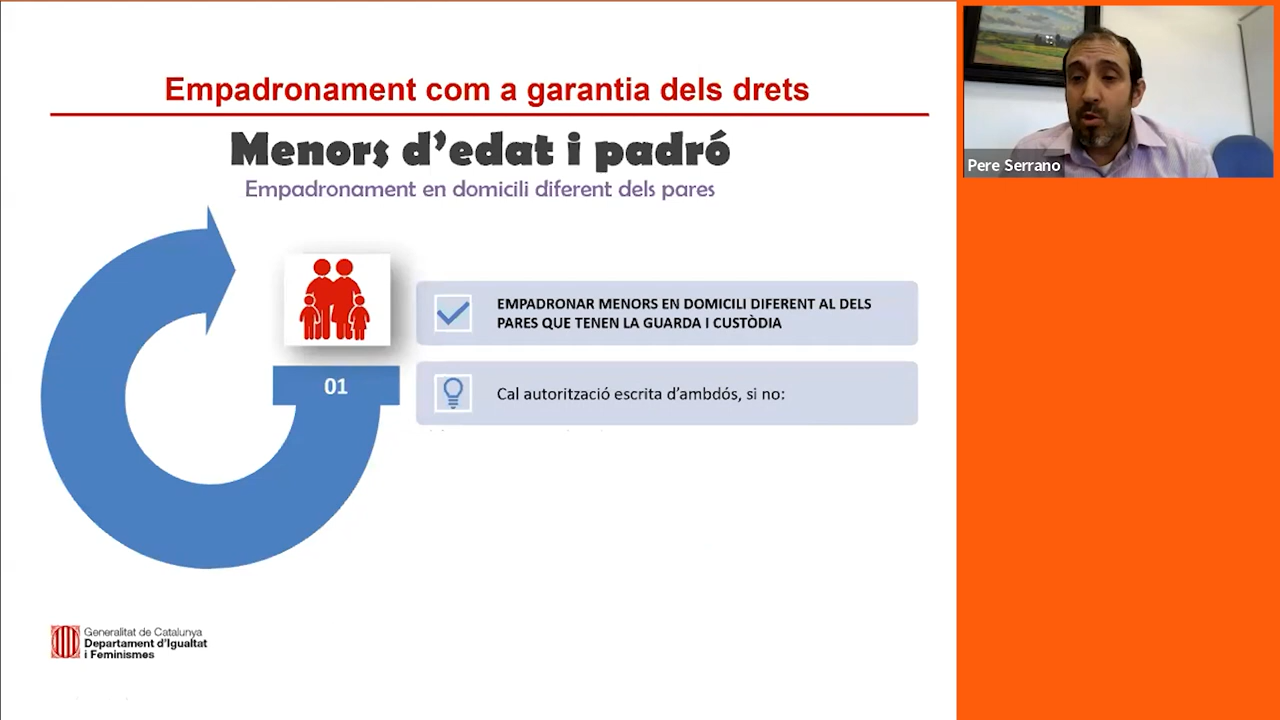 Empadronament com a garantia dels drets
Menors d’edat i padró
Empadronament en domicili diferent dels pares
Pere Serrano
EMPADRONAR MENORS EN DOMICILI DIFERENT AL DELS
PARES QUE TENEN LA GUARDA I CUSTÒDIA
01
Cal autorització escrita d’ambdós, si no:
Generalitat de Catalunya
Departament d’Igualtat
i Feminismes